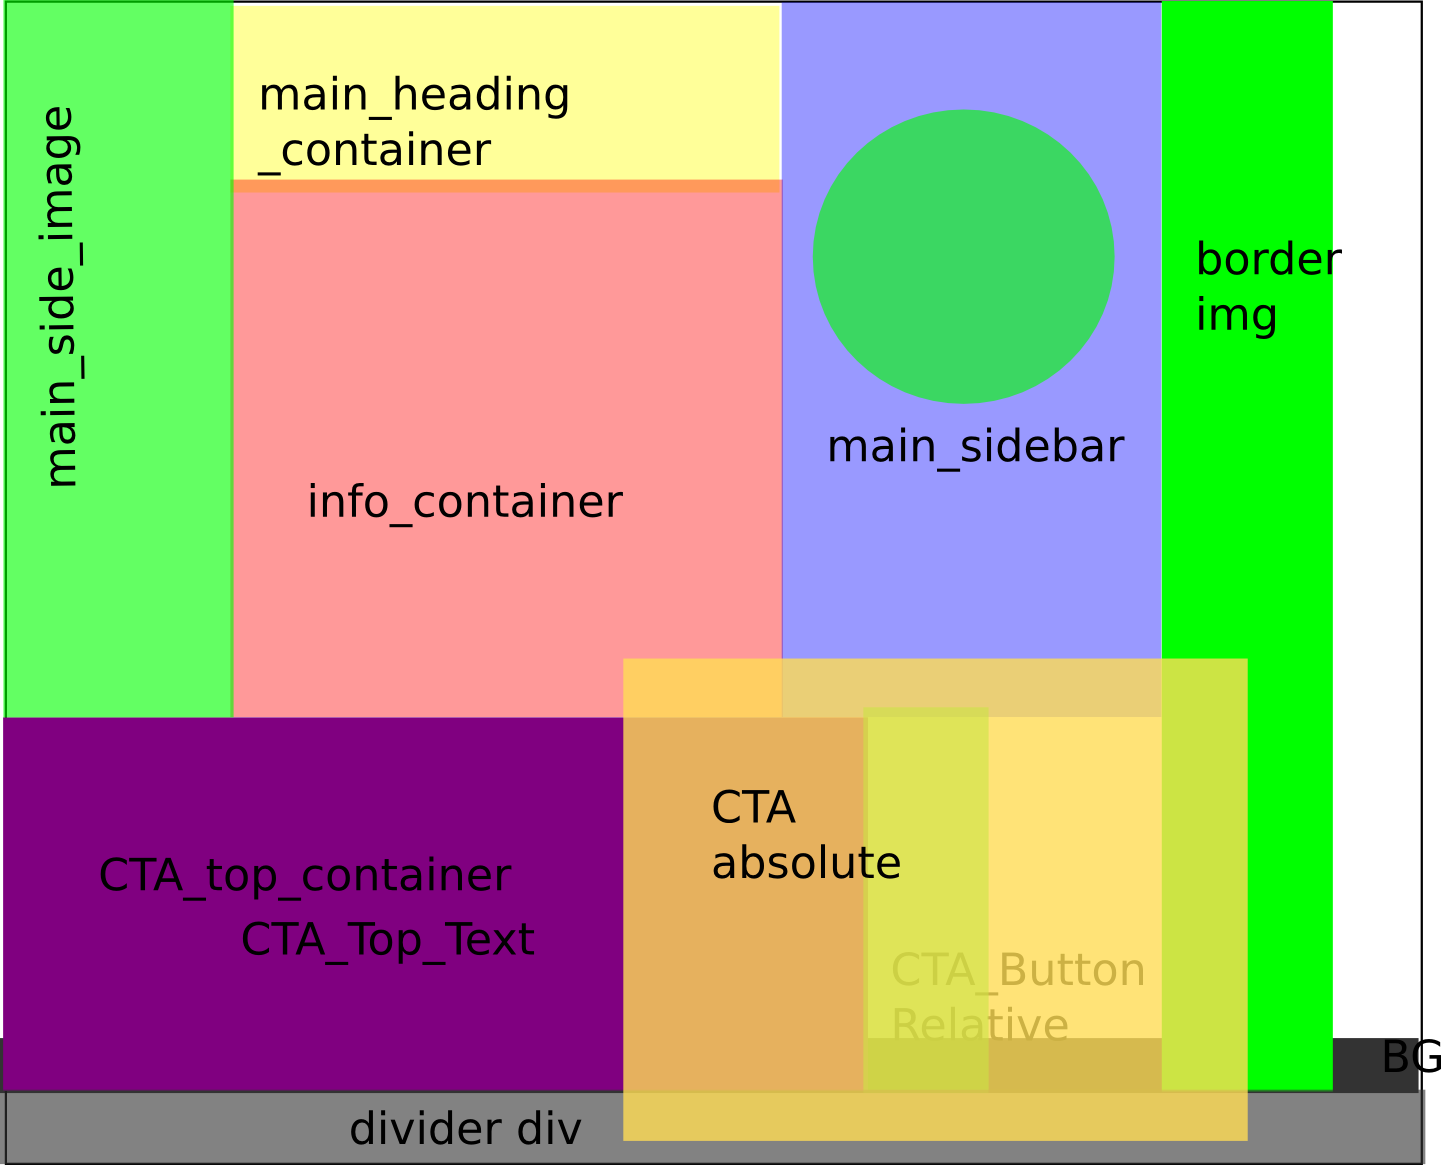 main_side_image
main_heading
_container
border
img
main_sidebar
info_container
CTA
absolute
CTA_top_container
CTA_Top_Text
CTA_Button
Relative
BG
divider div